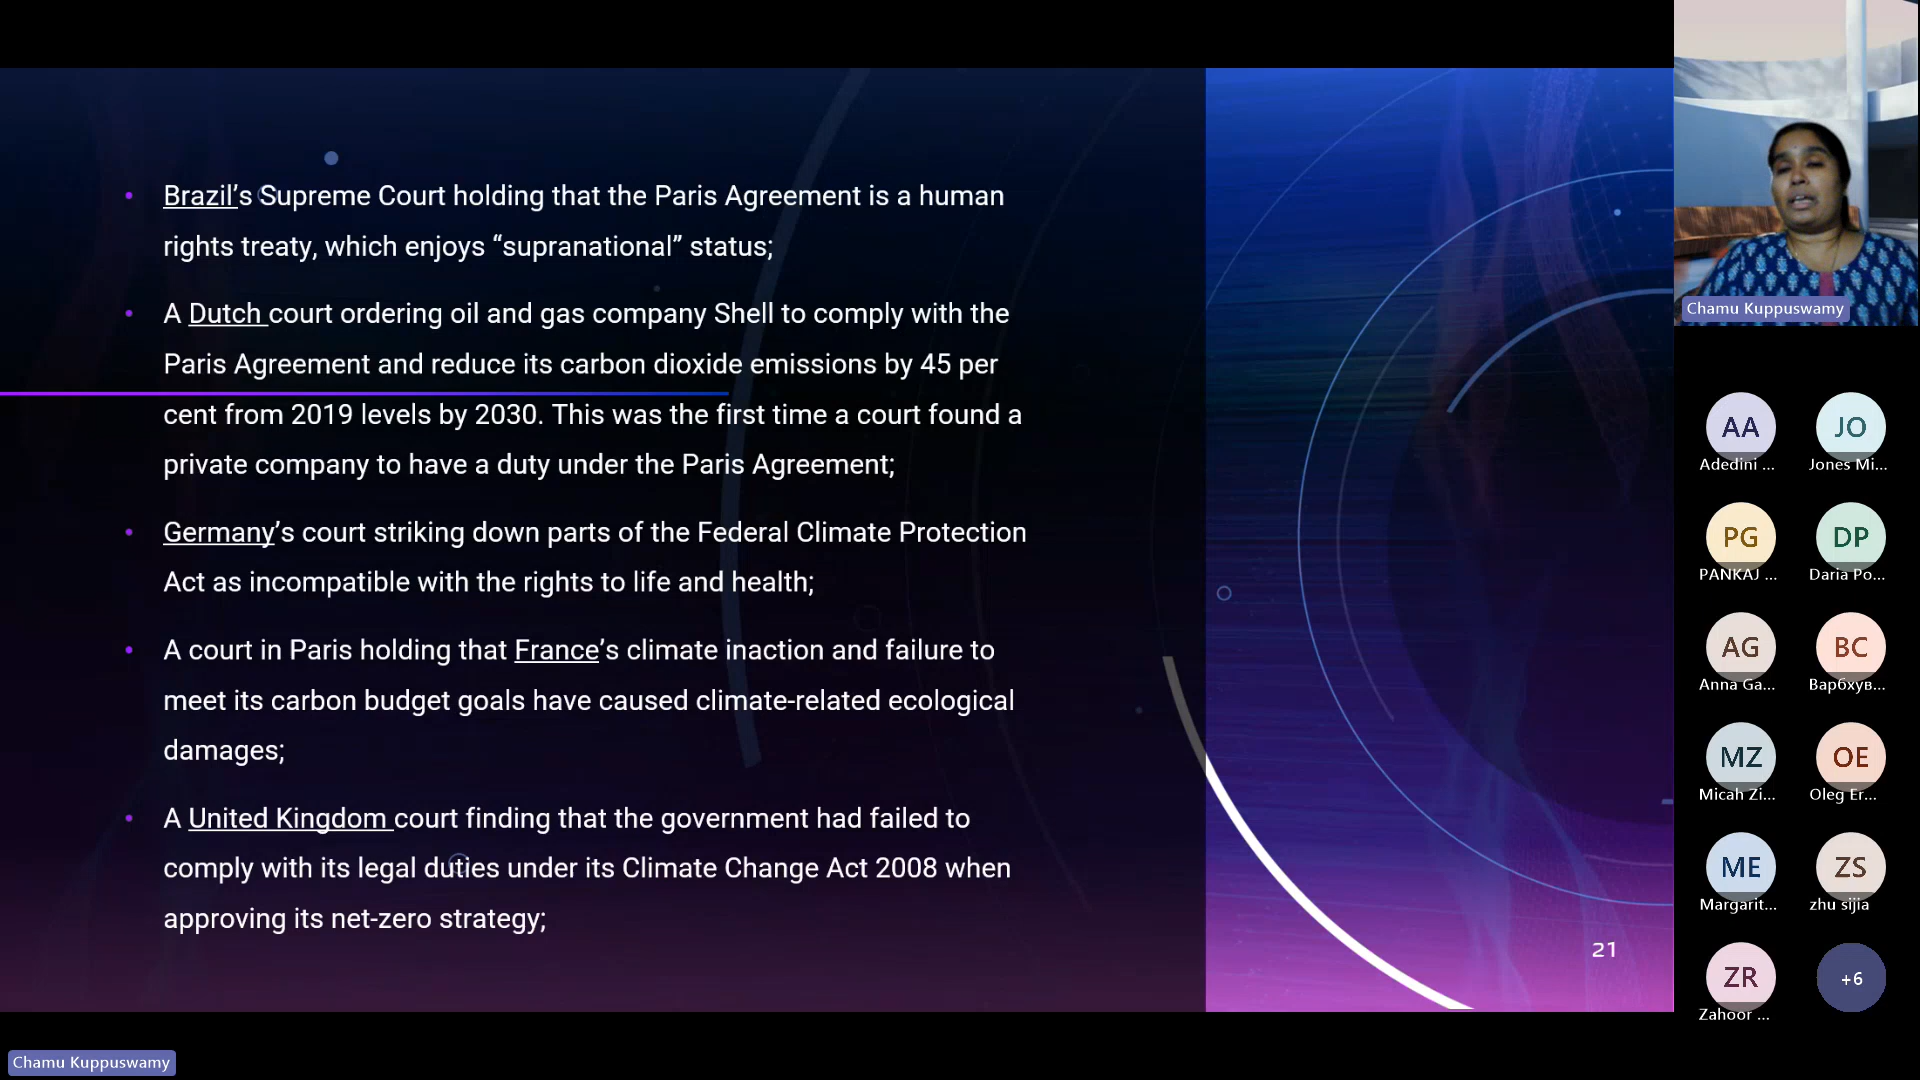 Brazil’s Supreme Court holding that the Paris Agreement is a human
rights treaty, which enjoys “supranational” status;
A Dutch court ordering oil and gas company Shell to comply with the
Paris Agreement and reduce its carbon dioxide emissions by 45 per
cent from 2019 levels by 2030. This was the first time a court found a
private company to have a duty under the Paris Agreement;
Germany’s court striking down parts of the Federal Climate Protection
Act as incompatible with the rights to life and health;
A court in Paris holding that France’s climate inaction and failure to
meet its carbon budget goals have caused climate-related ecological
damages;
A United Kingdom court finding that the government had failed to
comply with its legal duties under its Climate Change Act 2008 when
approving its net-zero strategy;
21
Chamu Kuppuswamy
AA
JO
Adedini ...
Jones Mi...
PG
DP
PANKAJ ...
Daria Po...
AG
BC
Anna Ga...
Варбхув...
MZ
OE
Micah Zi...
Oleg Er...
ME
ZS
Margarit...
zhu sijia
ZR
+6
Zahoor ...
Chamu Kuppuswamy